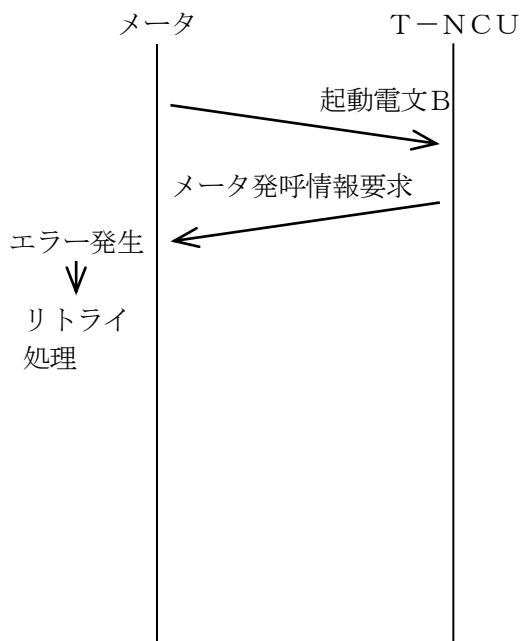 メータ
Ｔ－ＮＣＵ
起動電文Ｂ
メータ発呼情報要求
エラー発生
リトライ
処理